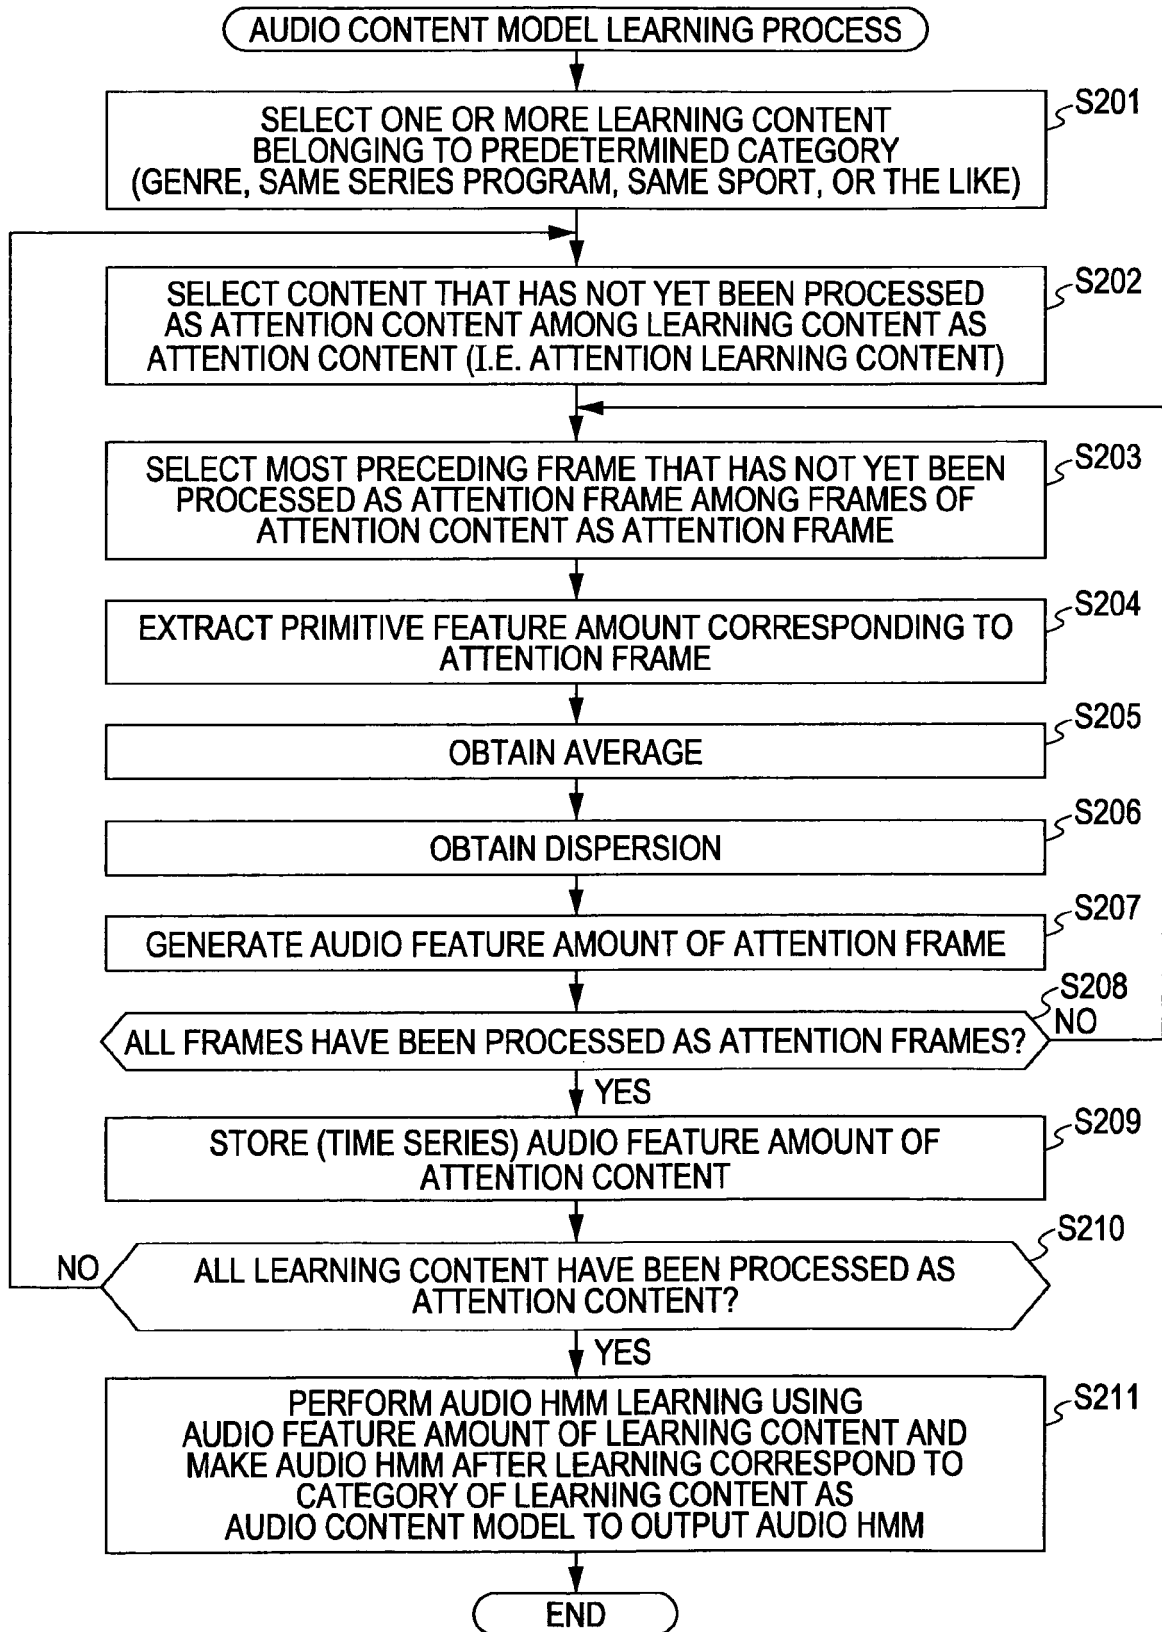 AUDIO CONTENT MODEL LEARNING PROCESS
S201
SELECT ONE OR MORE LEARNING CONTENT
BELONGING TO PREDETERMINED CATEGORY
(GENRE, SAME SERIES PROGRAM, SAME SPORT, OR THE LIKE)
S202
SELECT CONTENT THAT HAS NOT YET BEEN PROCESSED
AS ATTENTION CONTENT AMONG LEARNING CONTENT AS
ATTENTION CONTENT (I.E. ATTENTION LEARNING CONTENT)
S203
SELECT MOST PRECEDING FRAME THAT HAS NOT YET BEEN
PROCESSED AS ATTENTION FRAME AMONG FRAMES OF
ATTENTION CONTENT AS ATTENTION FRAME
S204
EXTRACT PRIMITIVE FEATURE AMOUNT CORRESPONDING TO
ATTENTION FRAME
S205
OBTAIN AVERAGE
S206
OBTAIN DISPERSION
S207
GENERATE AUDIO FEATURE AMOUNT OF ATTENTION FRAME
S208
ALL FRAMES HAVE BEEN PROCESSED AS ATTENTION FRAMES?
NO
YES
S209
STORE (TIME SERIES) AUDIO FEATURE AMOUNT OF
ATTENTION CONTENT
S210
NO
ALL LEARNING CONTENT HAVE BEEN PROCESSED AS
ATTENTION CONTENT?
YES
S211
PERFORM AUDIO HMM LEARNING USING
AUDIO FEATURE AMOUNT OF LEARNING CONTENT AND
MAKE AUDIO HMM AFTER LEARNING CORRESPOND TO
CATEGORY OF LEARNING CONTENT AS
AUDIO CONTENT MODEL TO OUTPUT AUDIO HMM
END